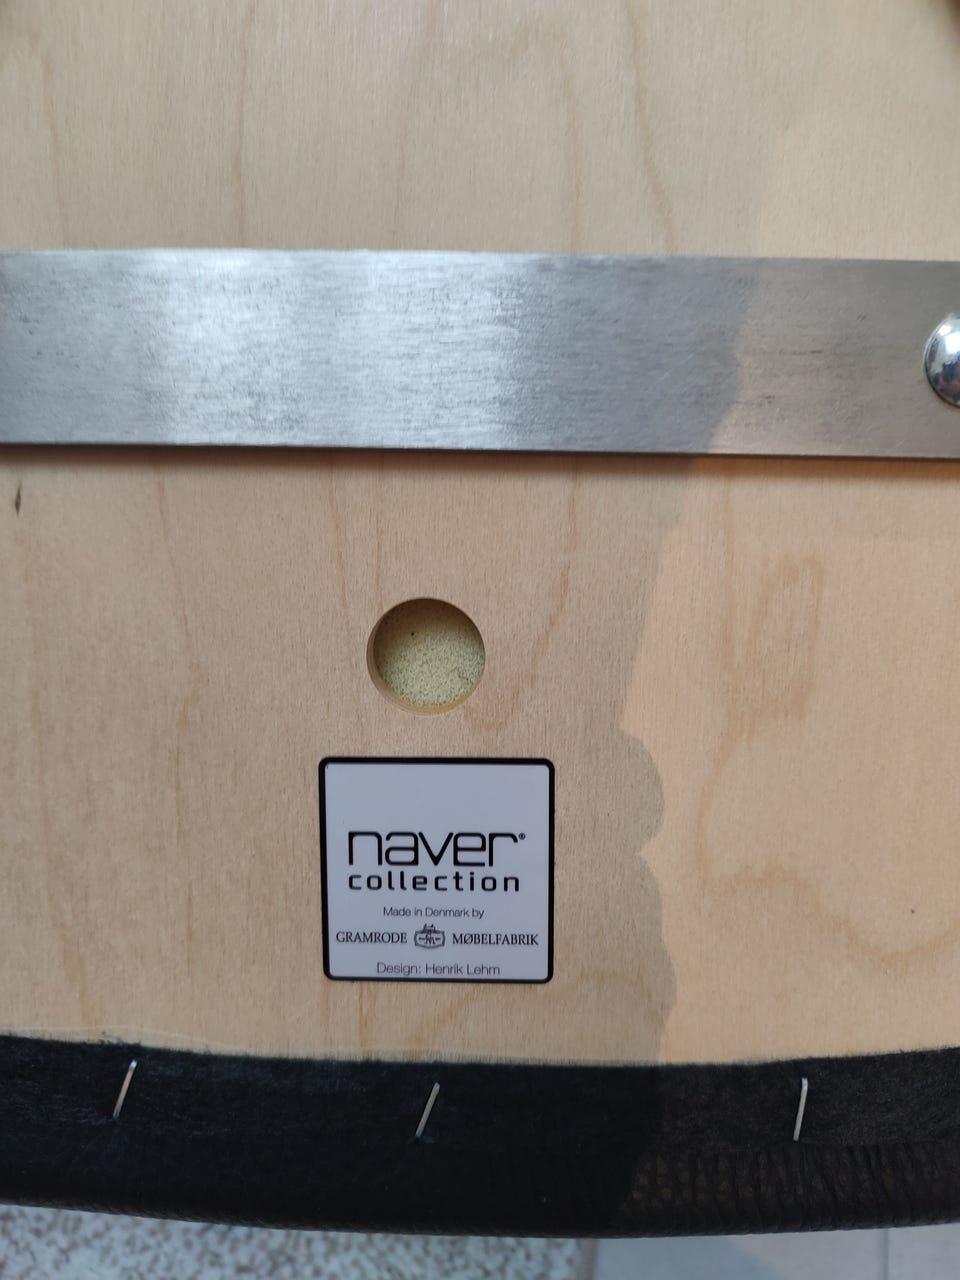 naver®
collection
Made in Denmark by
GRAMRODE MØBELFABRIK
Design: Henrik Lehm